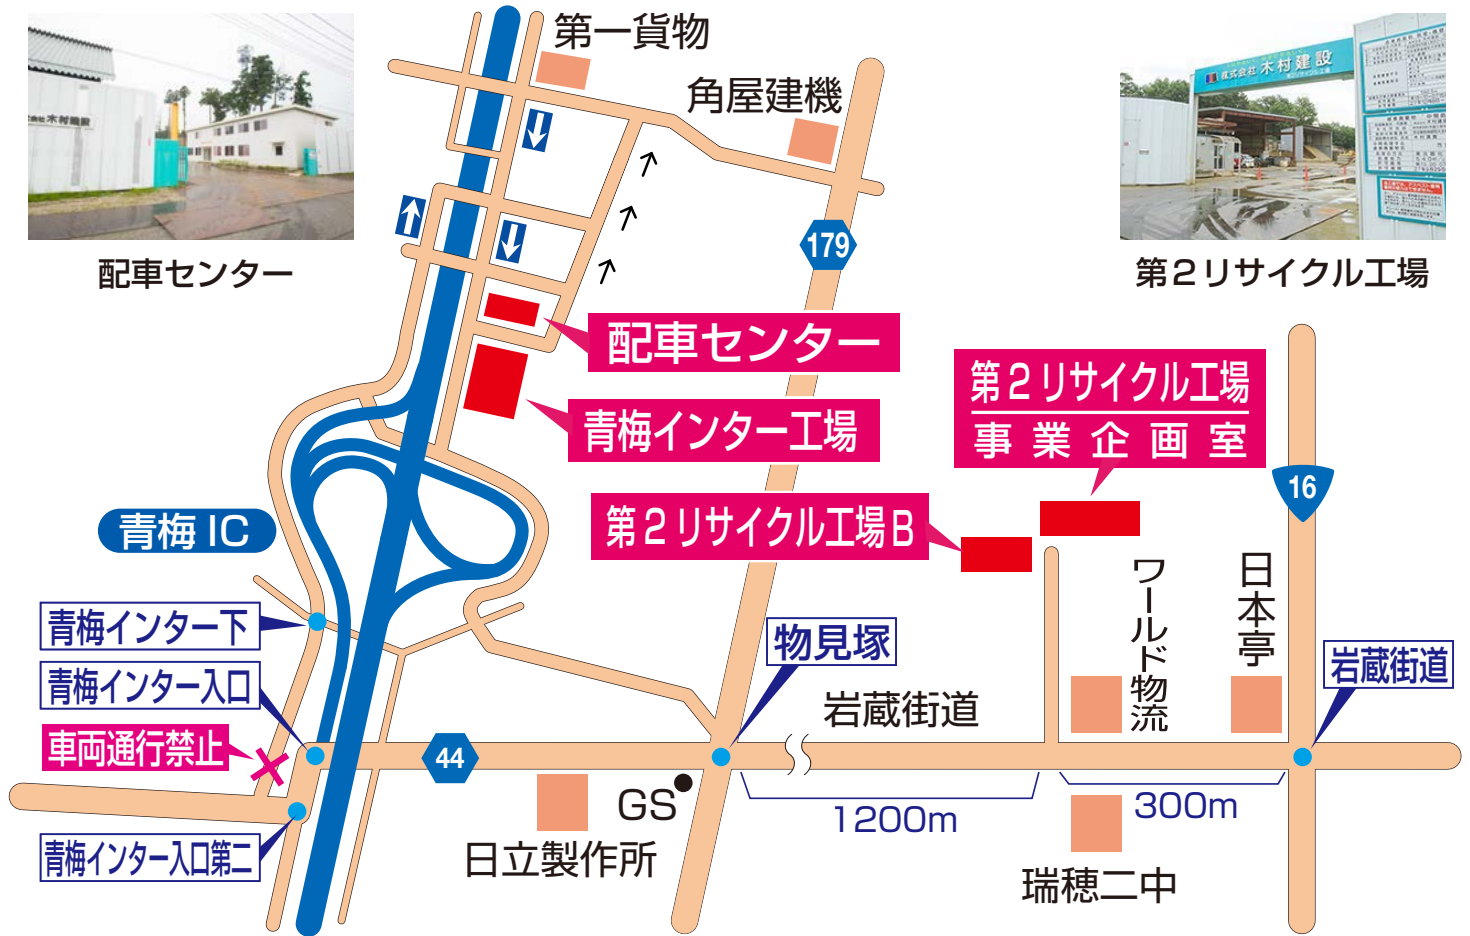 第一貨物
角屋建機
株式会社 木村建設
木村建設
配車センター
第2リサイクル工場
179
配車センター
第2リサイクル工場
事業企画室
青梅インター工場
16
第2リサイクル工場B
青梅IC
ワールド物流
日本亭
青梅インター下
物見塚
岩蔵街道
青梅インター入口
岩蔵街道
車両通行禁止
44
GS
1200m
300m
青梅インター入口第二
日立製作所
瑞穂二中